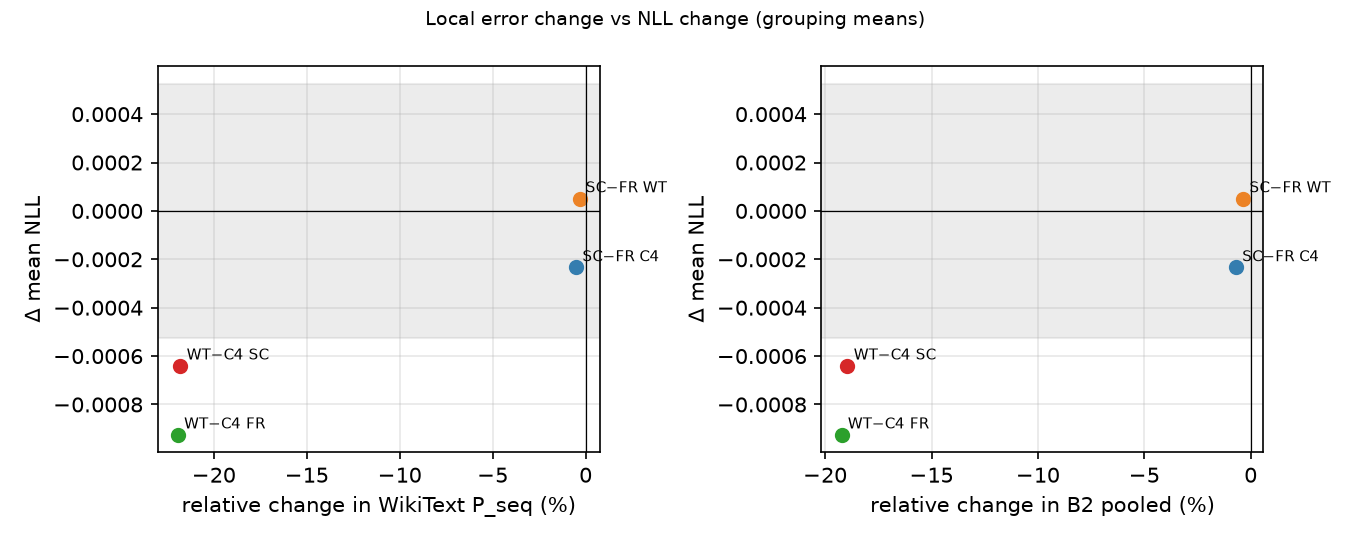 Local error change vs NLL change (grouping means)
Δ mean NLL
0.0004
0.0002
0.0000
−0.0002
−0.0004
−0.0006
−0.0008
SC−FR WT
SC−FR C4
WT−C4 SC
WT−C4 FR
−20
−15
−10
−5
0
relative change in WikiText P_seq (%)
Δ mean NLL
0.0004
0.0002
0.0000
−0.0002
−0.0004
−0.0006
−0.0008
SC−FR WT
SC−FR C4
WT−C4 SC
WT−C4 FR
−20
−15
−10
−5
0
relative change in B2 pooled (%)